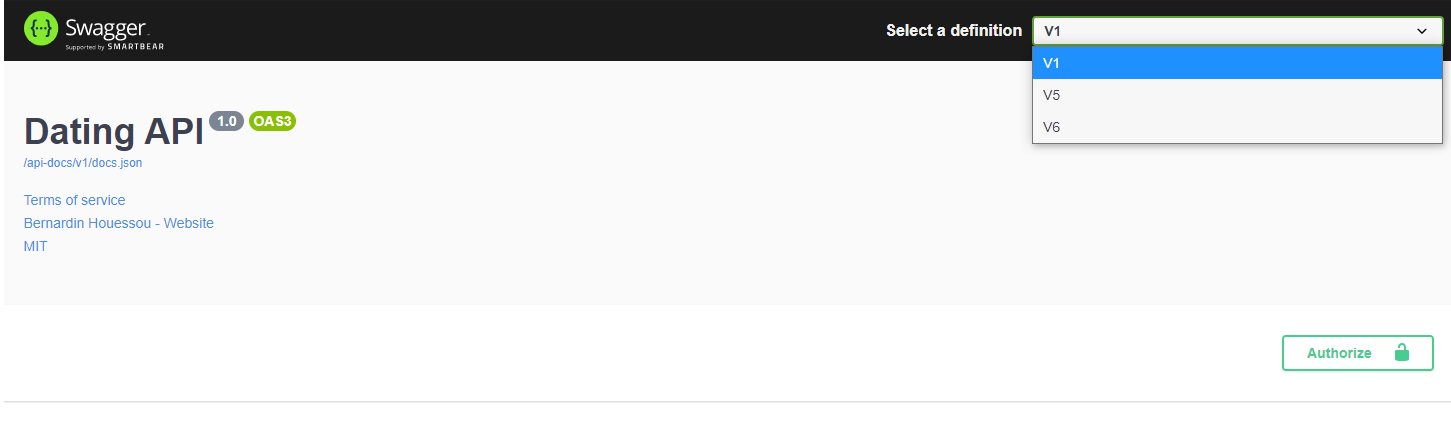 Swagger
Supported by SMARTBEAR
Select a definition
V1
V1
V5
V6
Dating API 1.0 OAS3
/api-docs/v1/docs.json
Terms of service
Bernardin Houessou - Website
MIT
Authorize